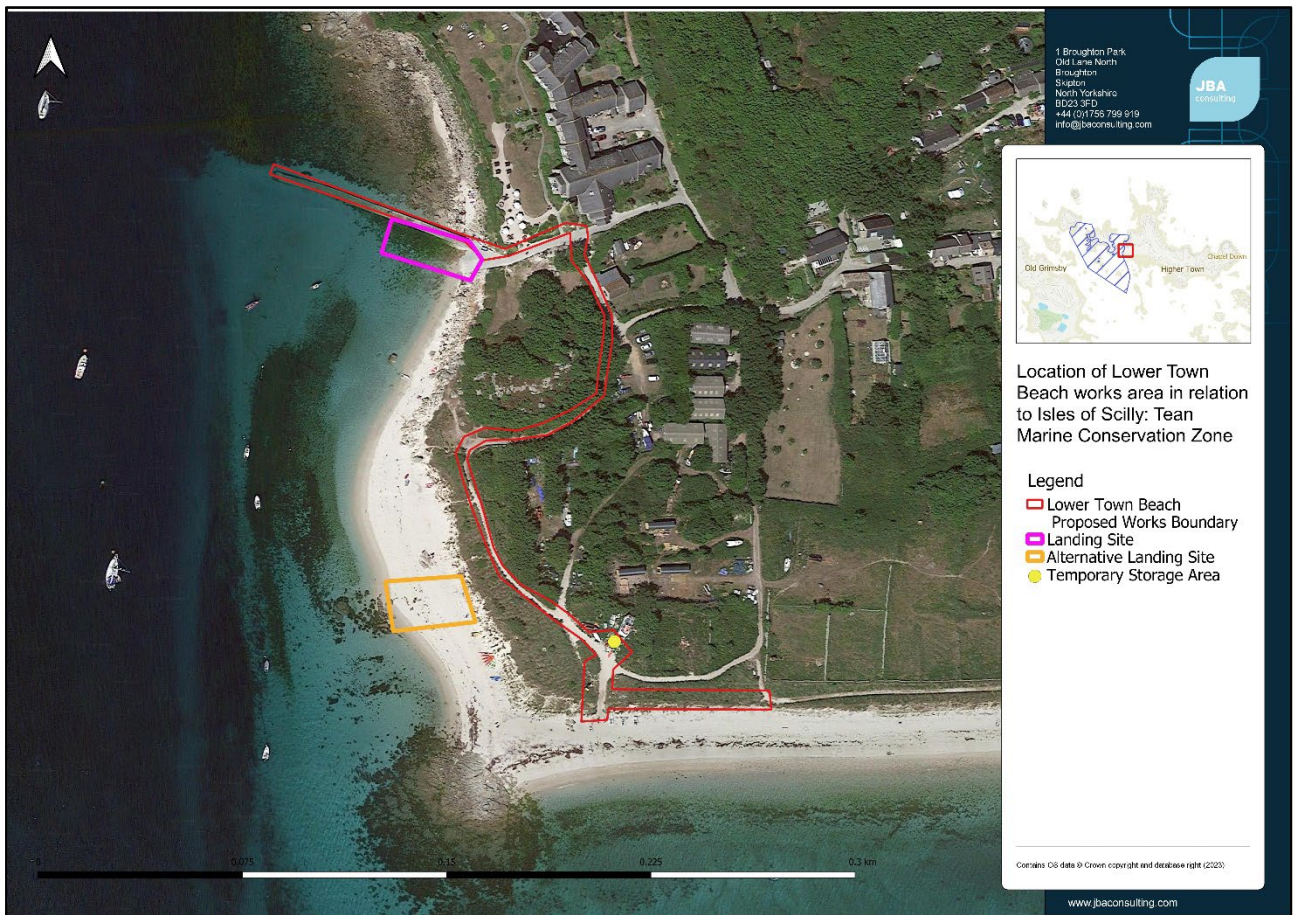 1 Broughton Park
Old Lane North
Broughton
Skipton
North Yorkshire
BD23 3FD
+44 (0)1756 799 919
info@jbaconsulting.com
JBA
consulting
Old Grimsby
Higher Town
Chapel Down
Location of Lower Town
Beach works area in relation
to Isles of Scilly: Tean
Marine Conservation Zone
Legend
Lower Town Beach
Proposed Works Boundary
Landing Site
Alternative Landing Site
Temporary Storage Area
0 0.075 0.15 0.225 0.3 km
Contains OS data © Crown copyright and database right (2023)
www.jbaconsulting.com